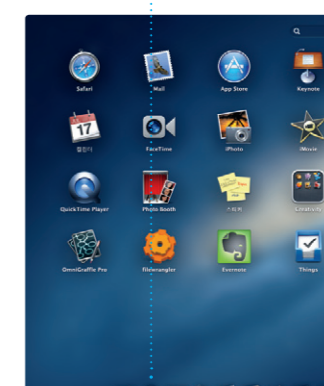 Safari Mail App Store Keynote
17
캘린더 FaceTime iPhoto iMovie
QuickTime Player Photo Booth 스티커 Creativity
OmniGraffle Pro filewrangler Evernote Things